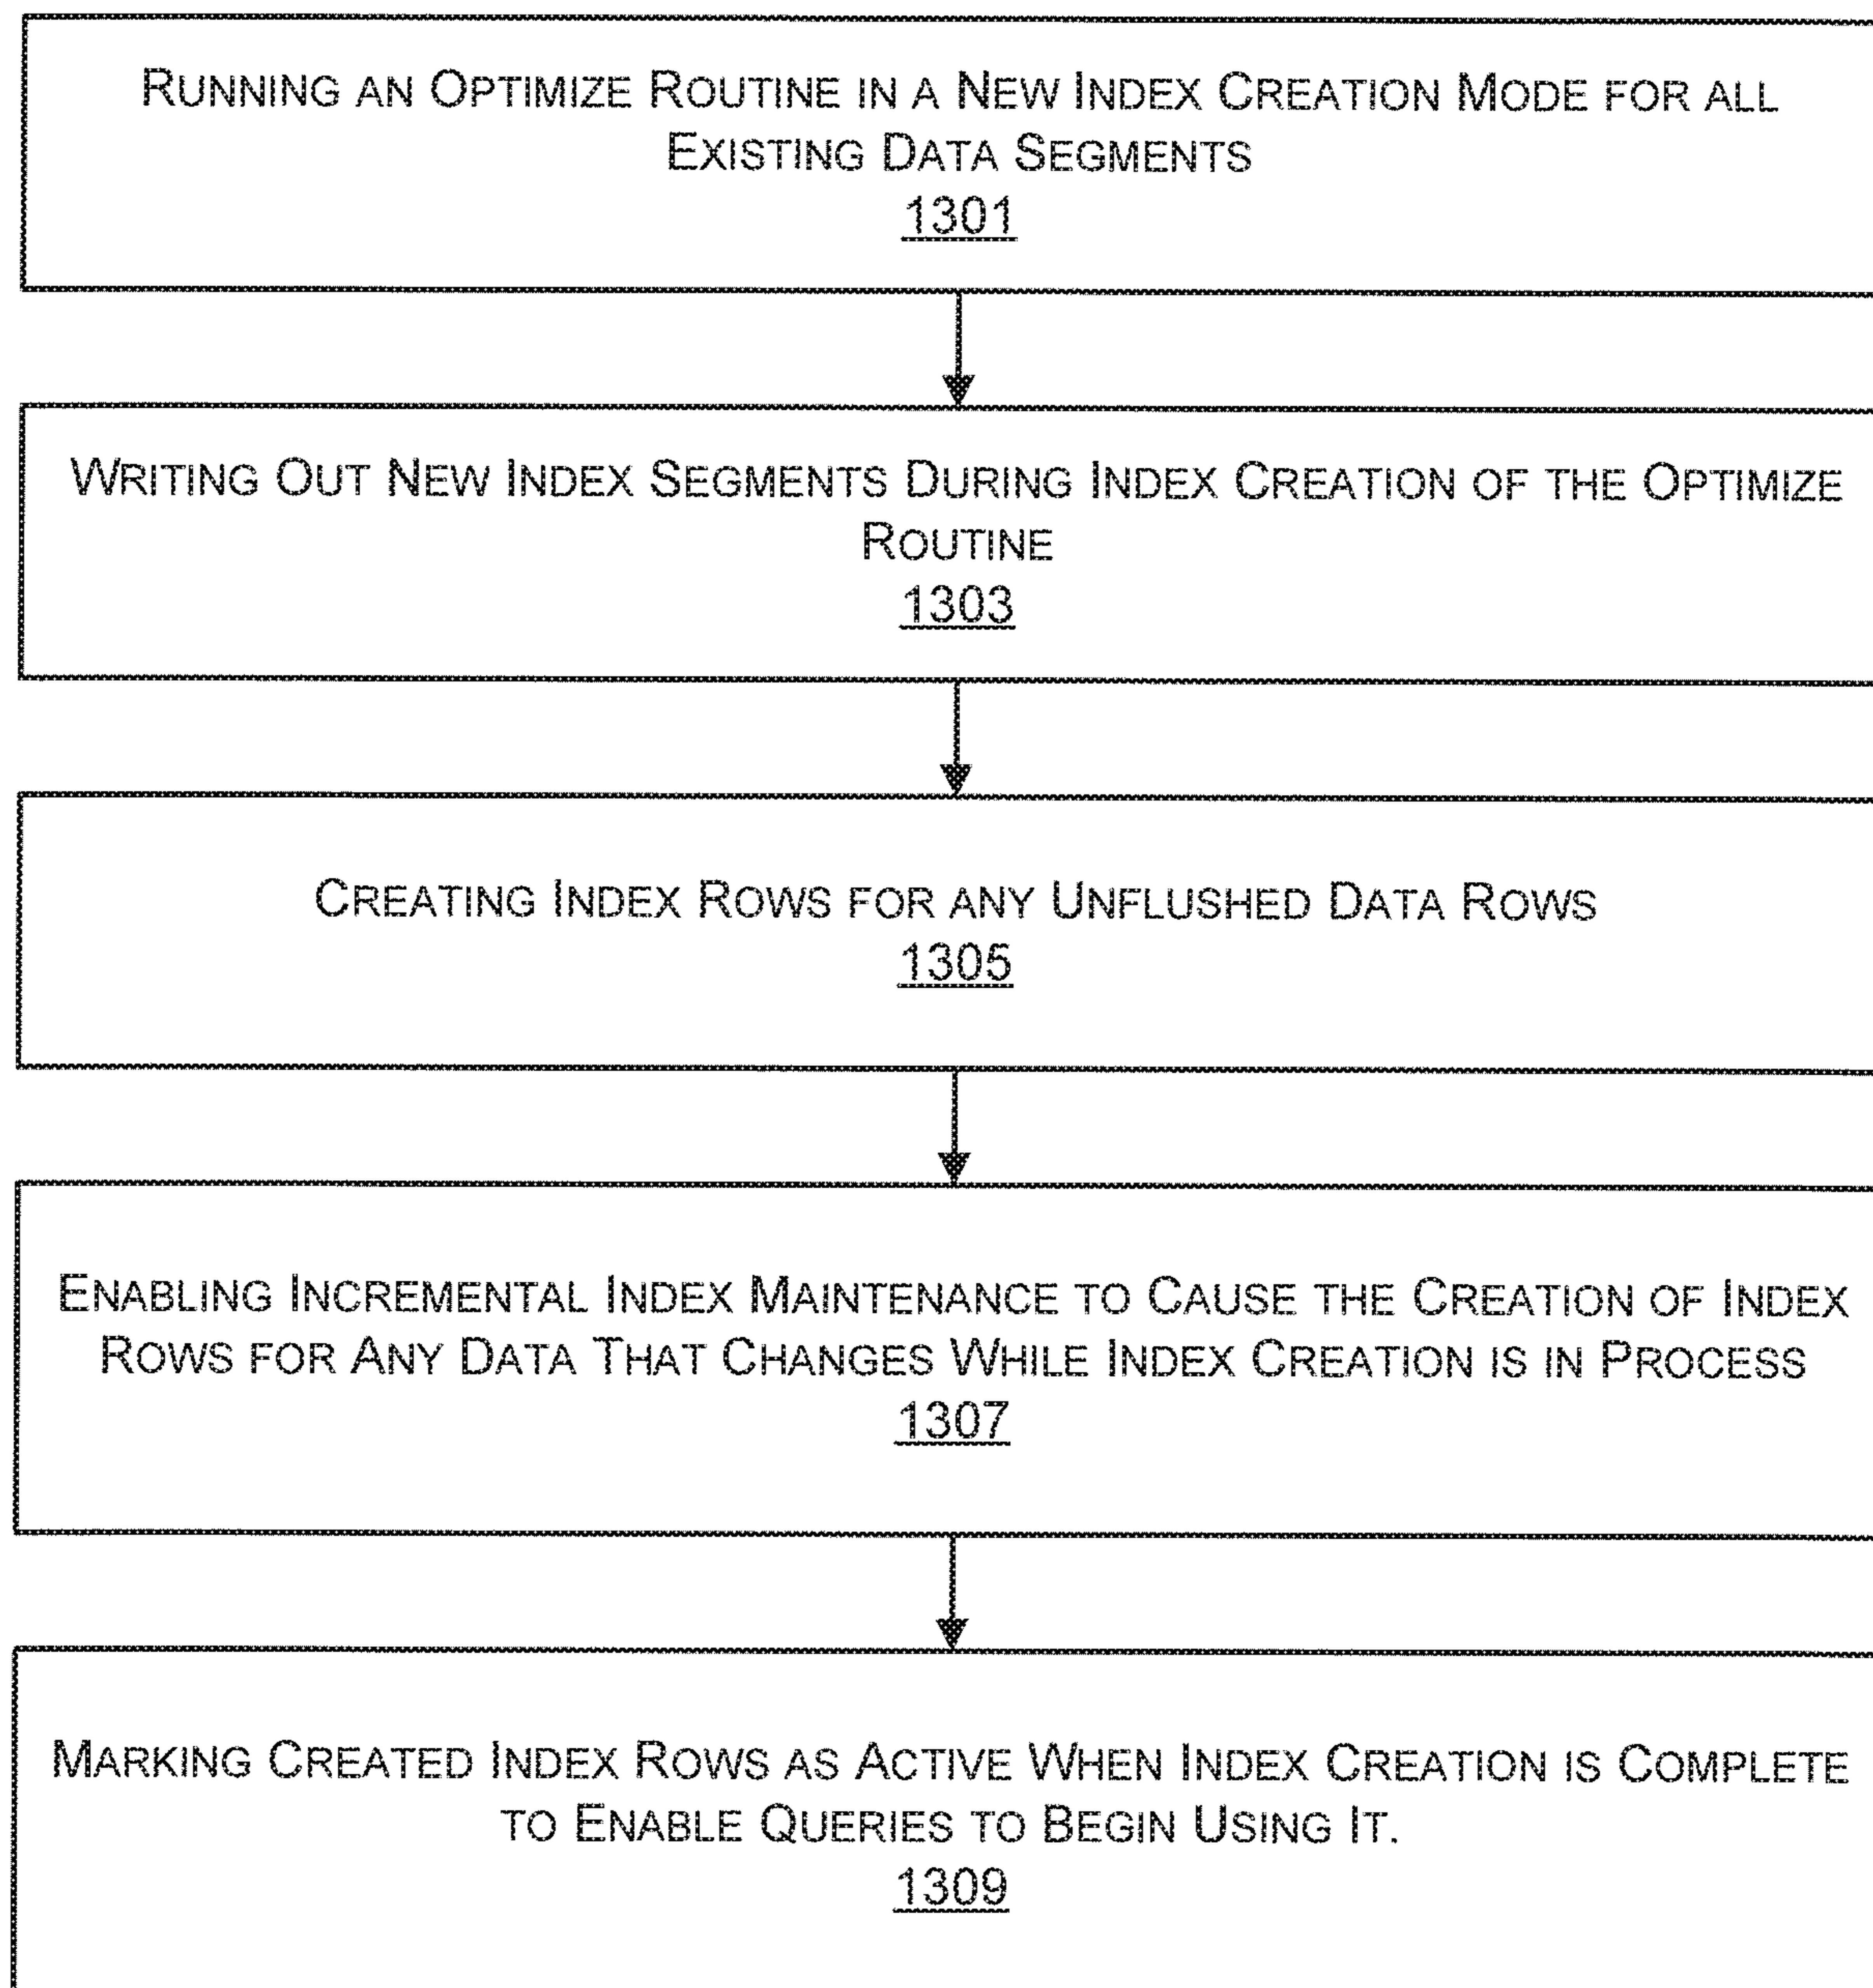 RUNNING AN OPTIMIZE ROUTINE IN A NEW INDEX CREATION MODE FOR ALL
EXISTING DATA SEGMENTS
1301
WRITING OUT NEW INDEX SEGMENTS DURING INDEX CREATION OF THE OPTIMIZE
ROUTINE
1303
CREATING INDEX ROWS FOR ANY UNFLUSHED DATA ROWS
1305
ENABLING INCREMENTAL INDEX MAINTENANCE TO CAUSE THE CREATION OF INDEX
ROWS FOR ANY DATA THAT CHANGES WHILE INDEX CREATION IS IN PROCESS
1307
MARKING CREATED INDEX ROWS AS ACTIVE WHEN INDEX CREATION IS COMPLETE
TO ENABLE QUERIES TO BEGIN USING IT.
1309